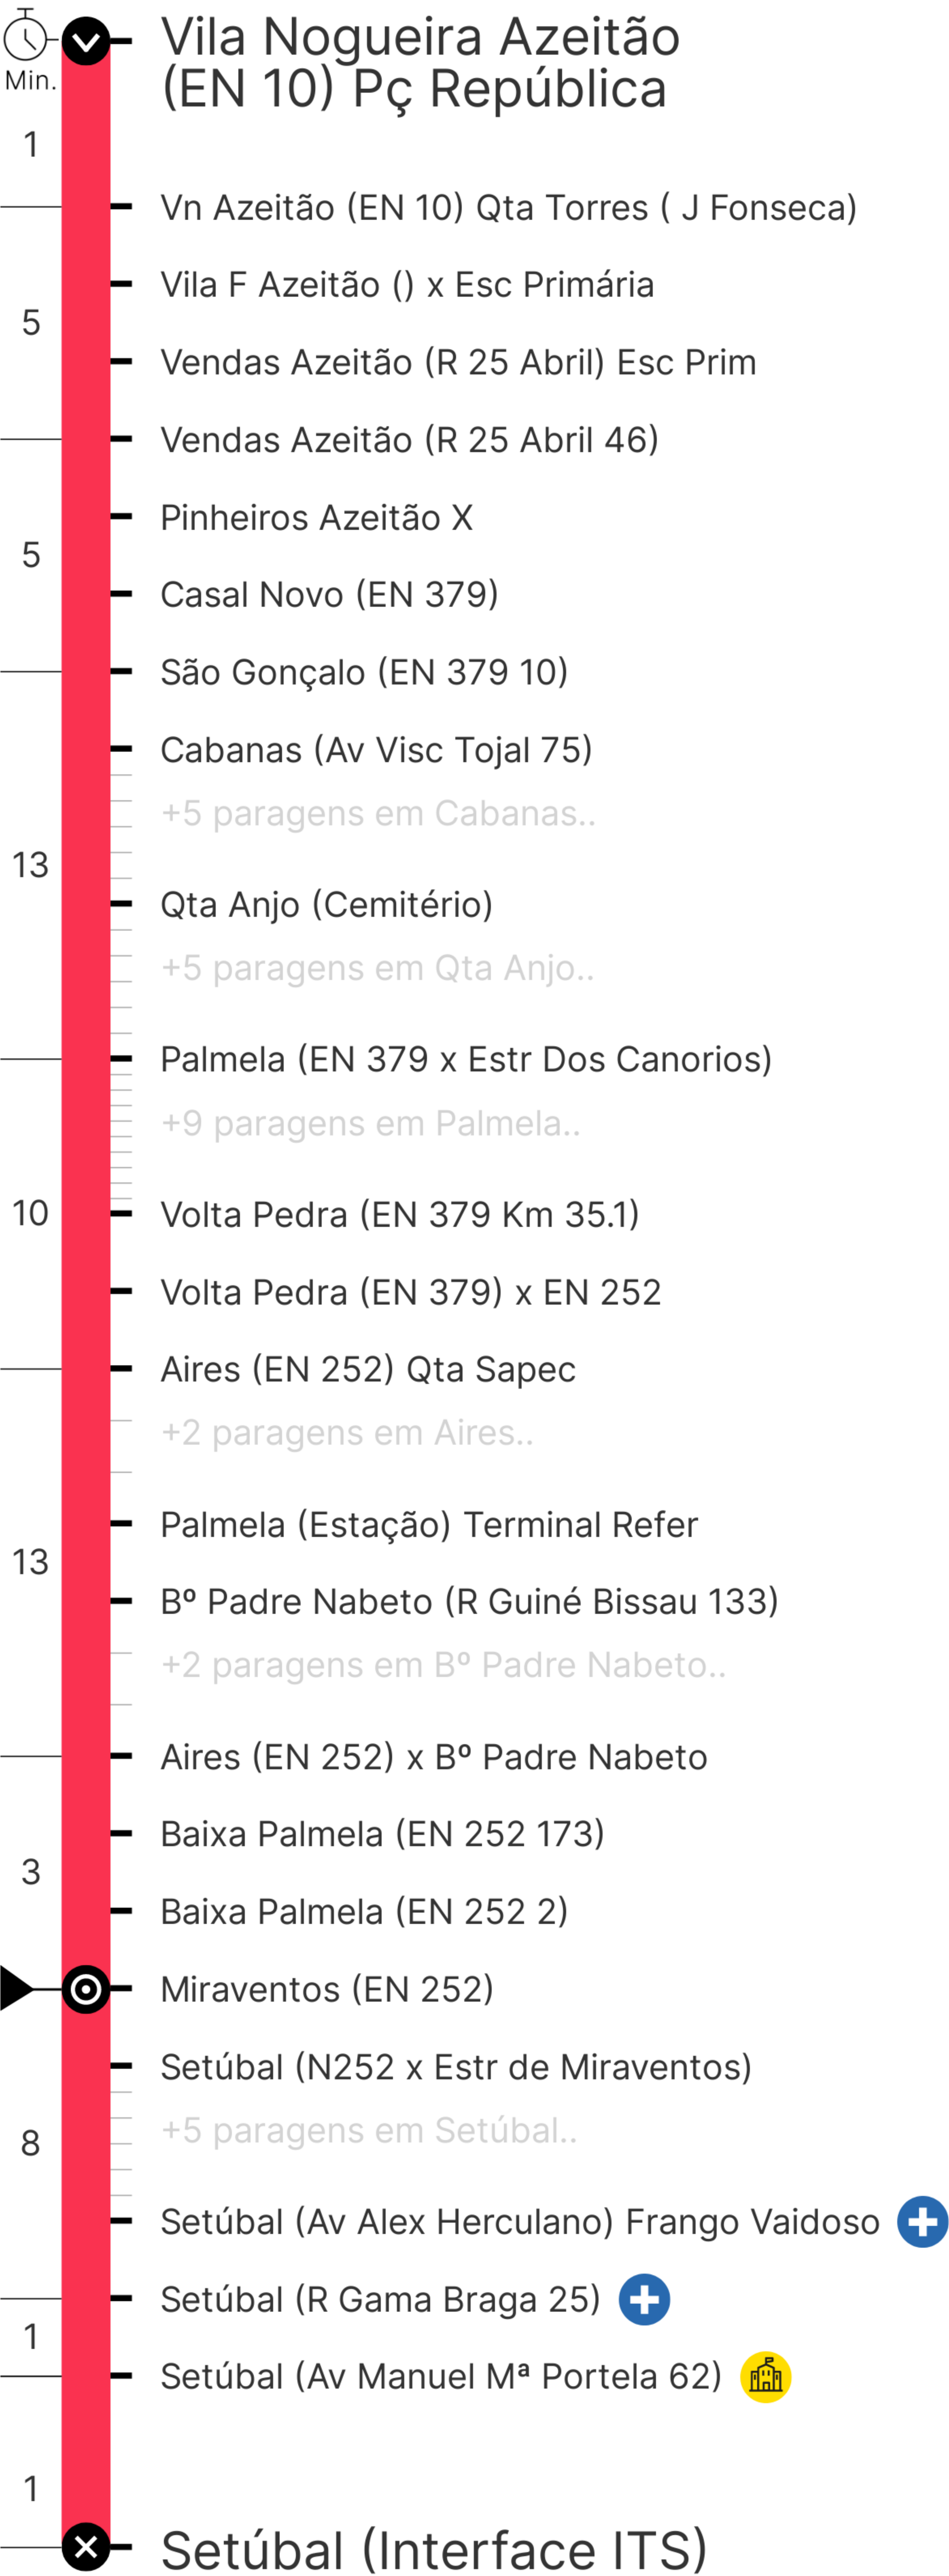 Vila Nogueira Azeitão
(EN 10) Pç República
Min.
1
Vn Azeitão (EN 10) Qta Torres ( J Fonseca)
Vila F Azeitão () x Esc Primária
5
Vendas Azeitão (R 25 Abril) Esc Prim
Vendas Azeitão (R 25 Abril 46)
Pinheiros Azeitão X
5
Casal Novo (EN 379)
São Gonçalo (EN 379 10)
Cabanas (Av Visc Tojal 75)
+5 paragens em Cabanas..
13
Qta Anjo (Cemitério)
+5 paragens em Qta Anjo..
Palmela (EN 379 x Estr Dos Canorios)
+9 paragens em Palmela..
10
Volta Pedra (EN 379 Km 35.1)
Volta Pedra (EN 379) x EN 252
Aires (EN 252) Qta Sapec
+2 paragens em Aires..
Palmela (Estação) Terminal Refer
13
Bº Padre Nabeto (R Guiné Bissau 133)
+2 paragens em Bº Padre Nabeto..
Aires (EN 252) x Bº Padre Nabeto
Baixa Palmela (EN 252 173)
3
Baixa Palmela (EN 252 2)
Miraventos (EN 252)
Setúbal (N252 x Estr de Miraventos)
+5 paragens em Setúbal..
8
Setúbal (Av Alex Herculano) Frango Vaidoso
Setúbal (R Gama Braga 25)
1
Setúbal (Av Manuel Mª Portela 62)
1
Setúbal (Interface ITS)